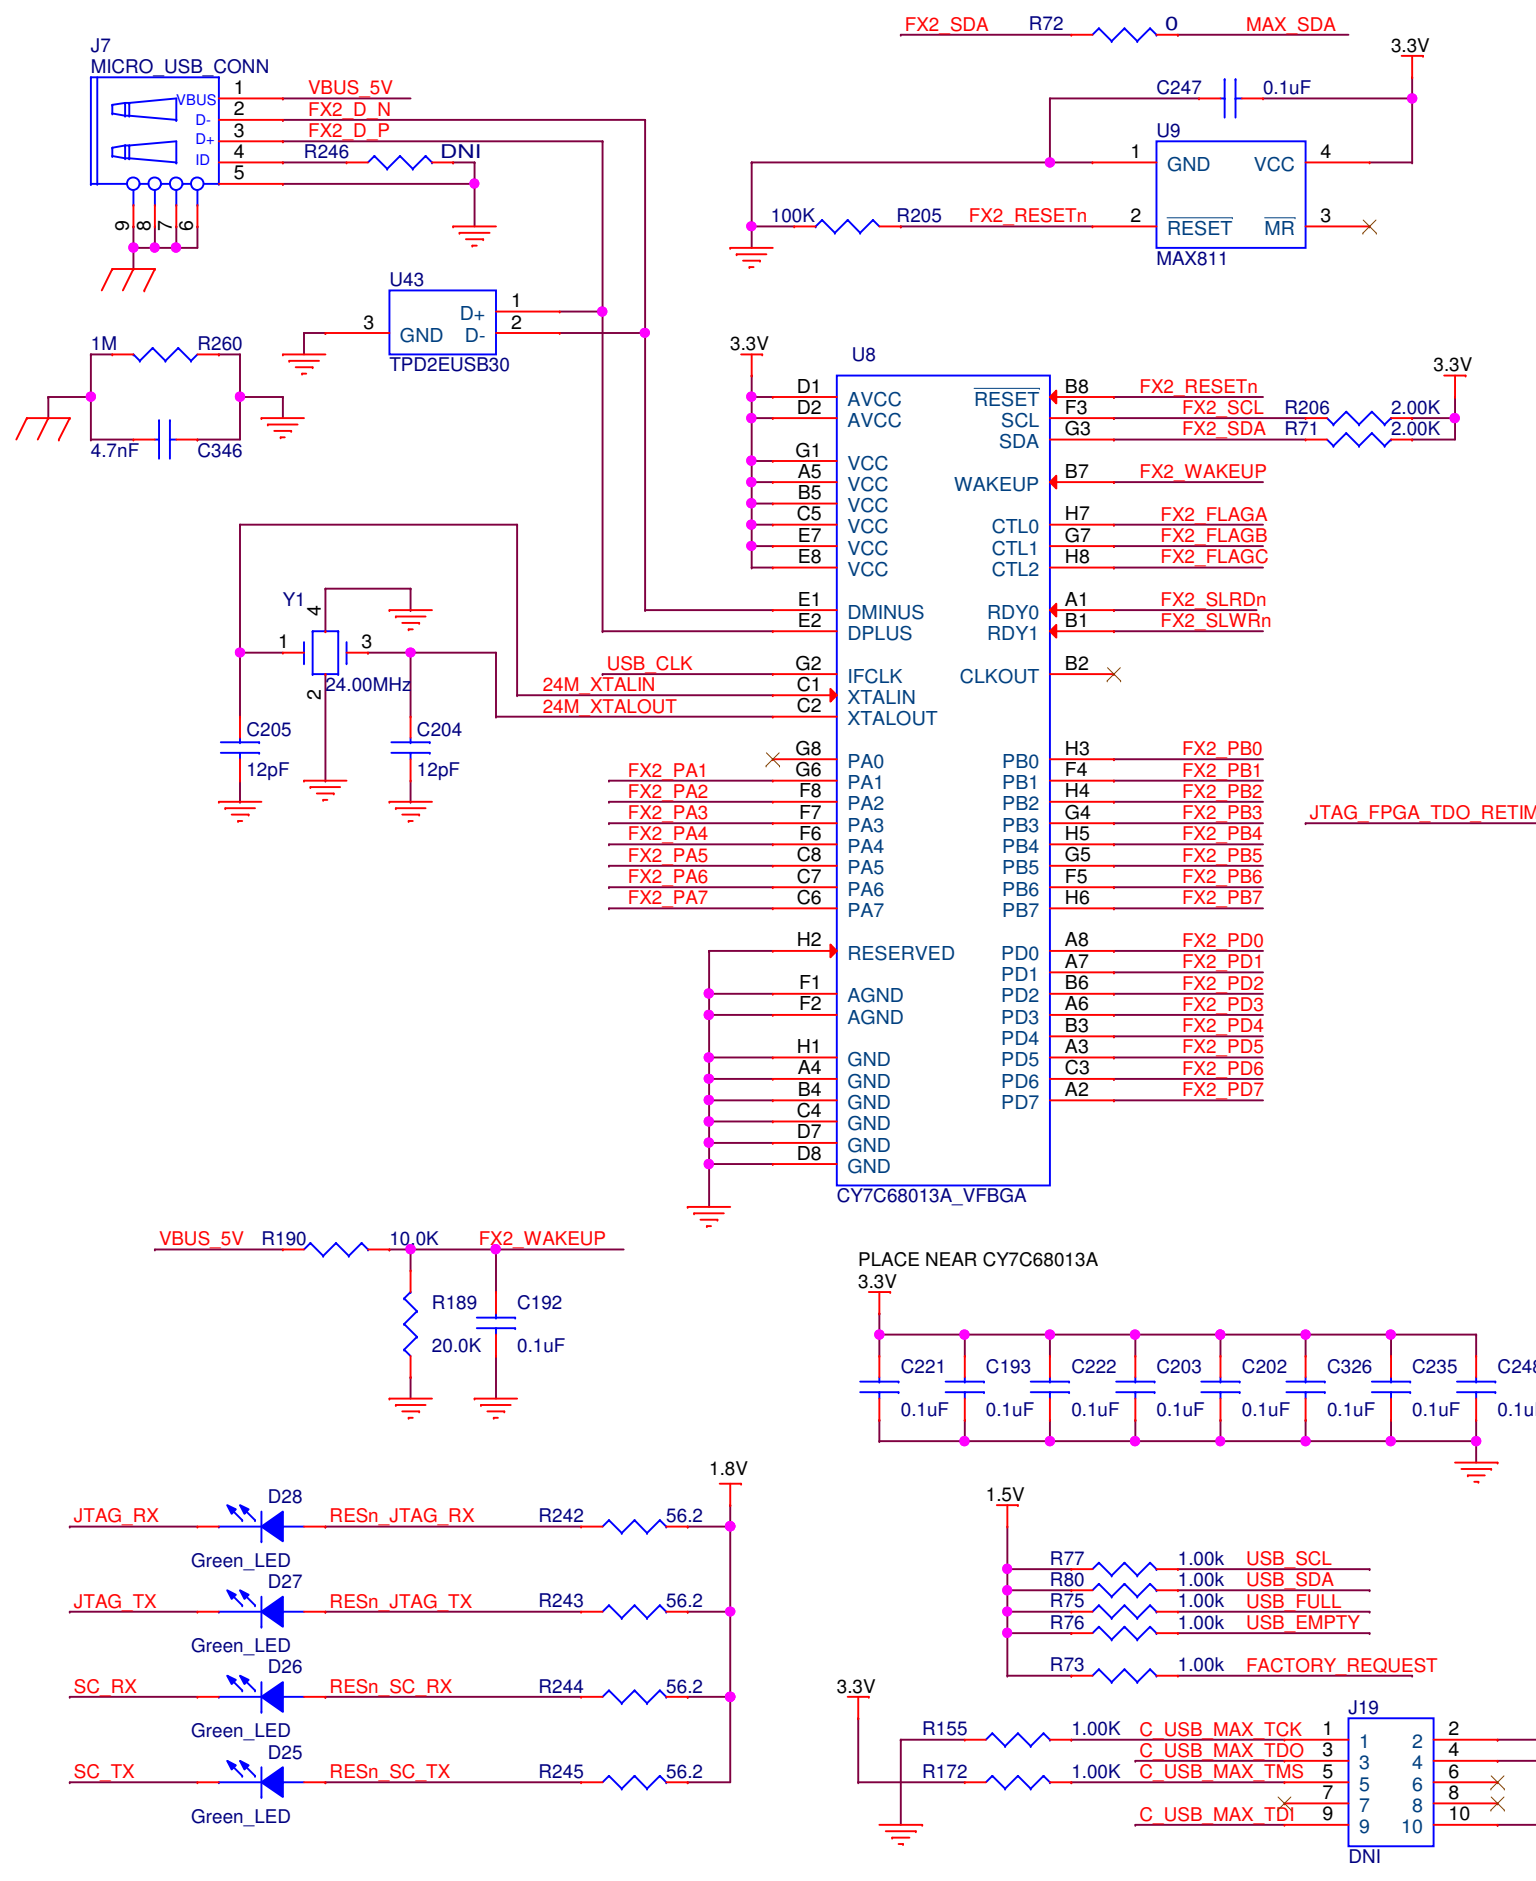 FX2_SDA R72 0 MAX_SDA
J7
MICRO_USB_CONN
VBUS 1 VBUS_5V
D- 2 FX2_D_N
D+ 3 FX2_D_P
ID 4 R246 DNI
5
9 8 7 6
3.3V
C247 0.1uF
U9
1 GND VCC 4
100K R205 FX2_RESETn 2 RESET MR 3
MAX811
U43
D+ 1
3 GND D- 2
TPD2EUSB30
1M R260
4.7nF C346
3.3V U8 3.3V
D1 AVCC RESET B8 FX2_RESETn
D2 AVCC SCL F3 FX2_SCL R206 2.00K
SDA G3 FX2_SDA R71 2.00K
G1 VCC
A5 VCC WAKEUP B7 FX2_WAKEUP
B5 VCC
C5 VCC CTL0 H7 FX2_FLAGA
E7 VCC CTL1 G7 FX2_FLAGB
E8 VCC CTL2 H8 FX2_FLAGC
E1 DMINUS RDY0 A1 FX2_SLRDn
E2 DPLUS RDY1 B1 FX2_SLWRn
USB_CLK G2 IFCLK CLKOUT B2
24M_XTALIN C1 XTALIN
24M_XTALOUT C2 XTALOUT
Y1 4
1 3
2 24.00MHz
C205 C204
12pF 12pF
G8 PA0 PB0 H3 FX2_PB0
FX2_PA1 G6 PA1 PB1 F4 FX2_PB1
FX2_PA2 F8 PA2 PB2 H4 FX2_PB2
FX2_PA3 F7 PA3 PB3 G4 FX2_PB3 JTAG_FPGA_TDO_RETIM
FX2_PA4 F6 PA4 PB4 H5 FX2_PB4
FX2_PA5 C8 PA5 PB5 G5 FX2_PB5
FX2_PA6 C7 PA6 PB6 F5 FX2_PB6
FX2_PA7 C6 PA7 PB7 H6 FX2_PB7
H2 RESERVED PD0 A8 FX2_PD0
PD1 A7 FX2_PD1
F1 AGND PD2 B6 FX2_PD2
F2 AGND PD3 A6 FX2_PD3
PD4 B3 FX2_PD4
H1 GND PD5 A3 FX2_PD5
A4 GND PD6 C3 FX2_PD6
B4 GND PD7 A2 FX2_PD7
C4 GND
D7 GND
D8 GND
CY7C68013A_VFBGA
VBUS_5V R190 10.0K FX2_WAKEUP
R189 C192
20.0K 0.1uF
PLACE NEAR CY7C68013A
3.3V
C221 C193 C222 C203 C202 C326 C235 C248
0.1uF 0.1uF 0.1uF 0.1uF 0.1uF 0.1uF 0.1uF 0.1u
1.8V
D28
JTAG_RX RESn_JTAG_RX R242 56.2
Green_LED
D27
JTAG_TX RESn_JTAG_TX R243 56.2
Green_LED
D26
SC_RX RESn_SC_RX R244 56.2
Green_LED
D25
SC_TX RESn_SC_TX R245 56.2
Green_LED
1.5V
R77 1.00k USB_SCL
R80 1.00k USB_SDA
R75 1.00k USB_FULL
R76 1.00k USB_EMPTY
R73 1.00k FACTORY_REQUEST
3.3V
J19
R155 1.00K C_USB_MAX_TCK 1 1 2 2
C_USB_MAX_TDO 3 3 4 4
R172 1.00K C_USB_MAX_TMS 5 5 6 6
7 7 8 8
C_USB_MAX_TDI 9 9 10 10
DNI